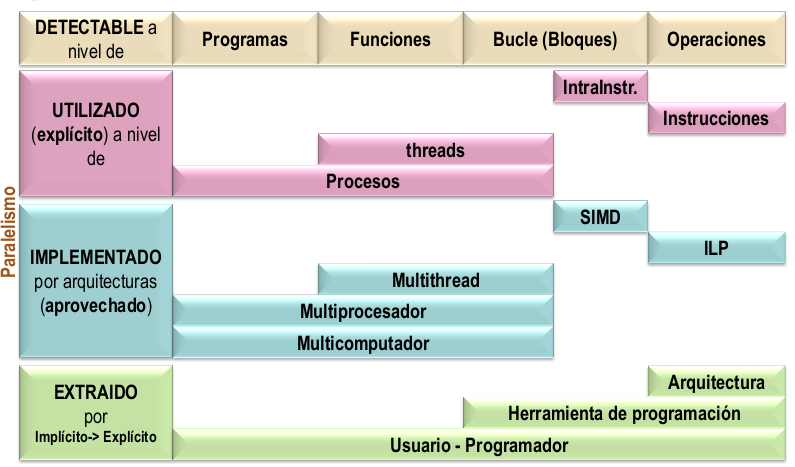 DETECTABLE a
nivel de
Programas
Funciones
Bucle (Bloques)
Operaciones
Paralelismo
UTILIZADO
(explícito) a nivel
de
IntraInstr.
Instrucciones
threads
Procesos
IMPLEMENTADO
por arquitecturas
(aprovechado)
SIMD
ILP
Multithread
Multiprocesador
Multicomputador
EXTRAIDO
por
Implícito-> Explícito
Arquitectura
Herramienta de programación
Usuario - Programador